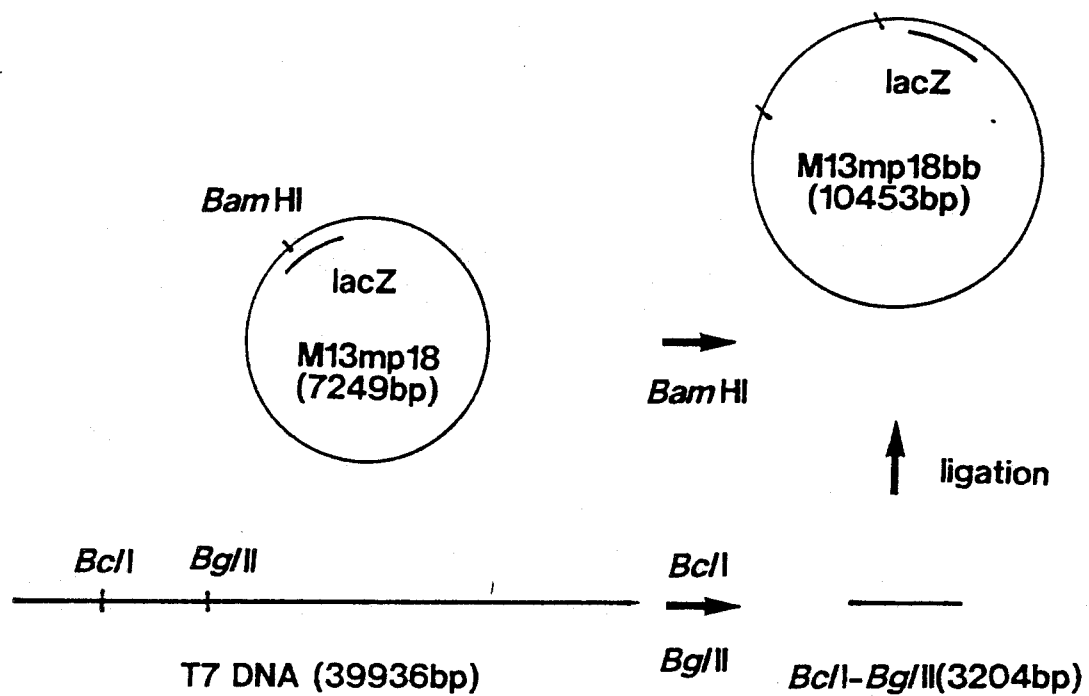 lacZ
M13mp18bb
(10453bp)
BamHI
lacZ
M13mp18
(7249bp)
BamHI
ligation
BclI
BglII
BclI
BglII
T7 DNA (39936bp)
BclI-BglII(3204bp)